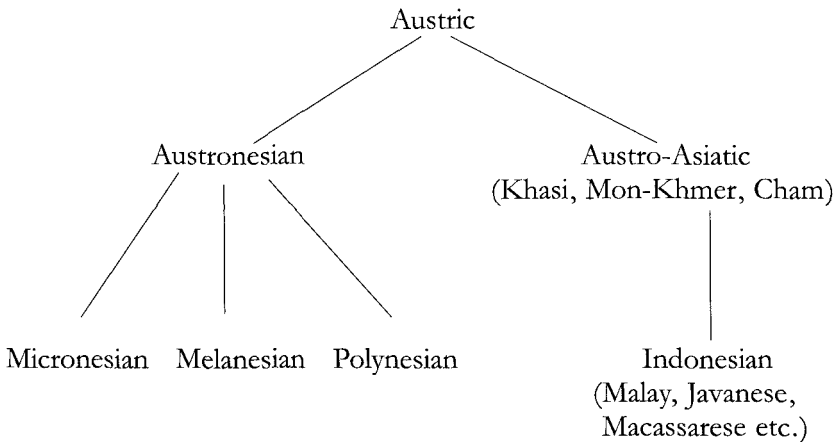 Austric
Austronesian
Austro-Asiatic
(Khasi, Mon-Khmer, Cham)
Micronesian Melanesian Polynesian
Indonesian
(Malay, Javanese,
Macassarese etc.)